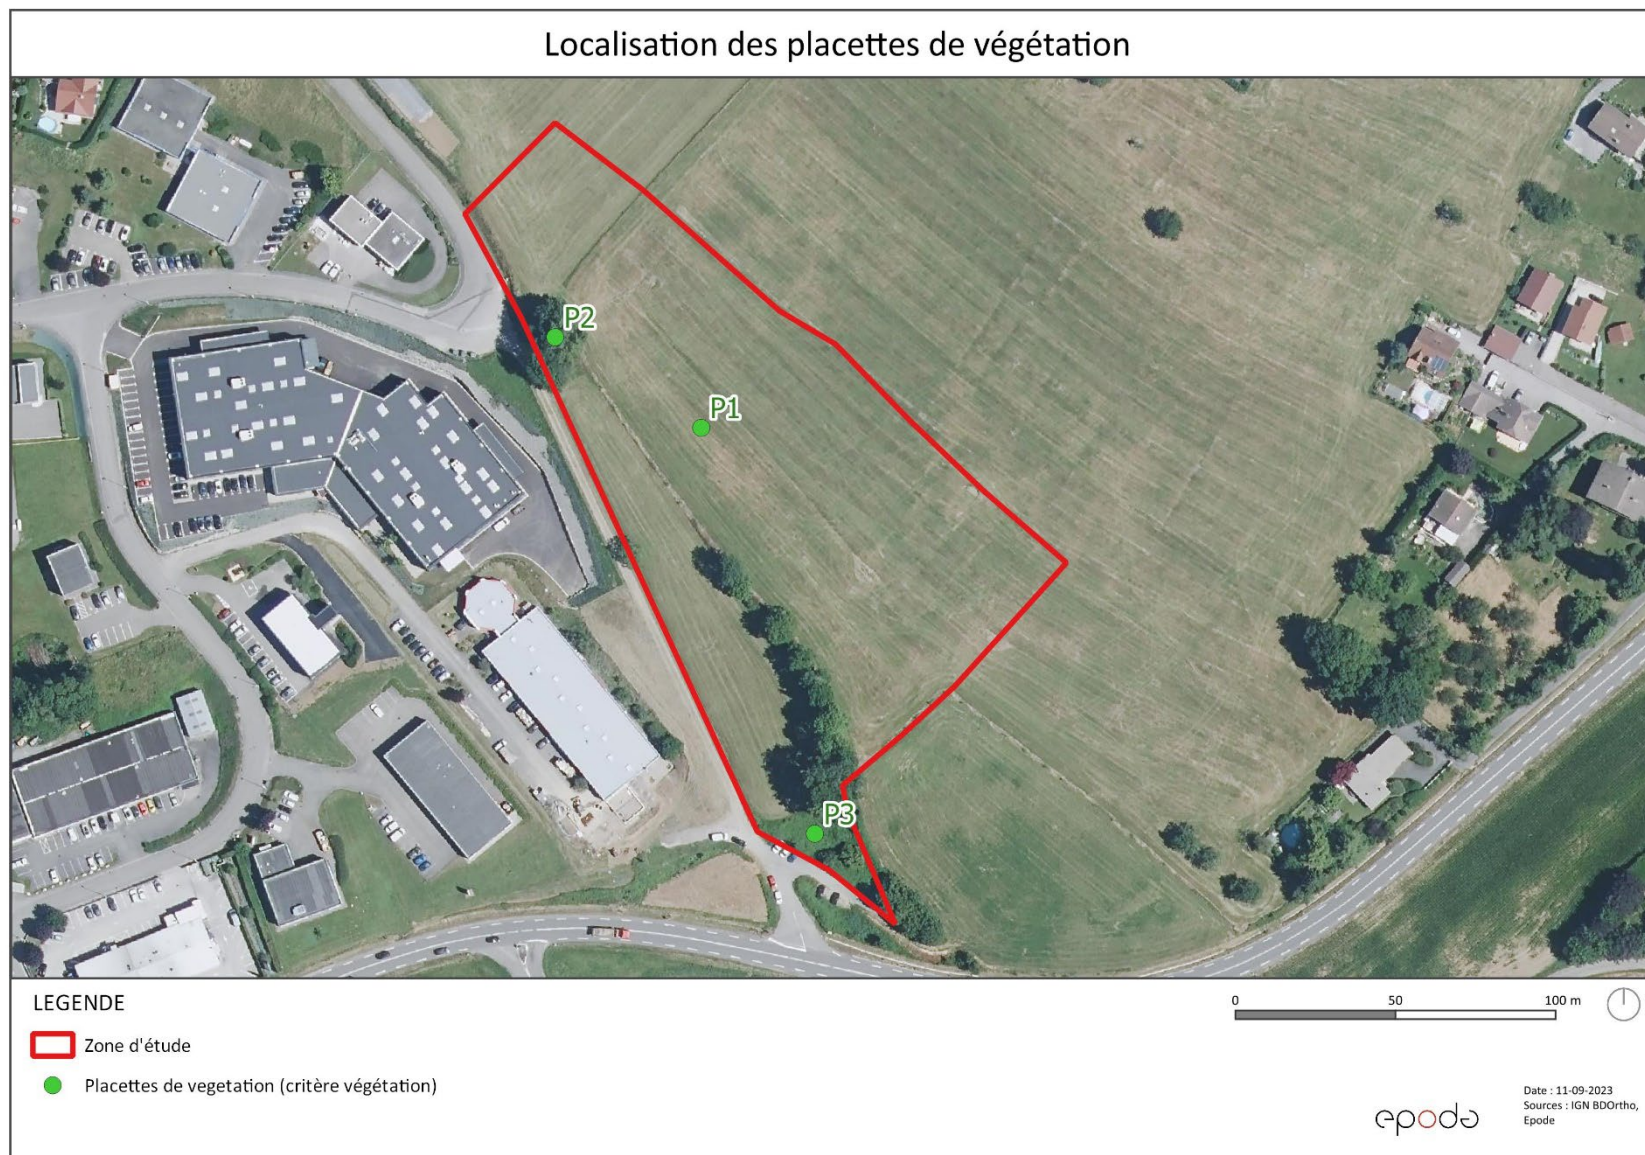 Localisation des placettes de végétation
P2
P1
P3
LEGENDE
Zone d'étude
Placettes de vegetation (critère végétation)
0 50 100 m
epode
Date : 11-09-2023
Sources : IGN BDOrtho,
Epode